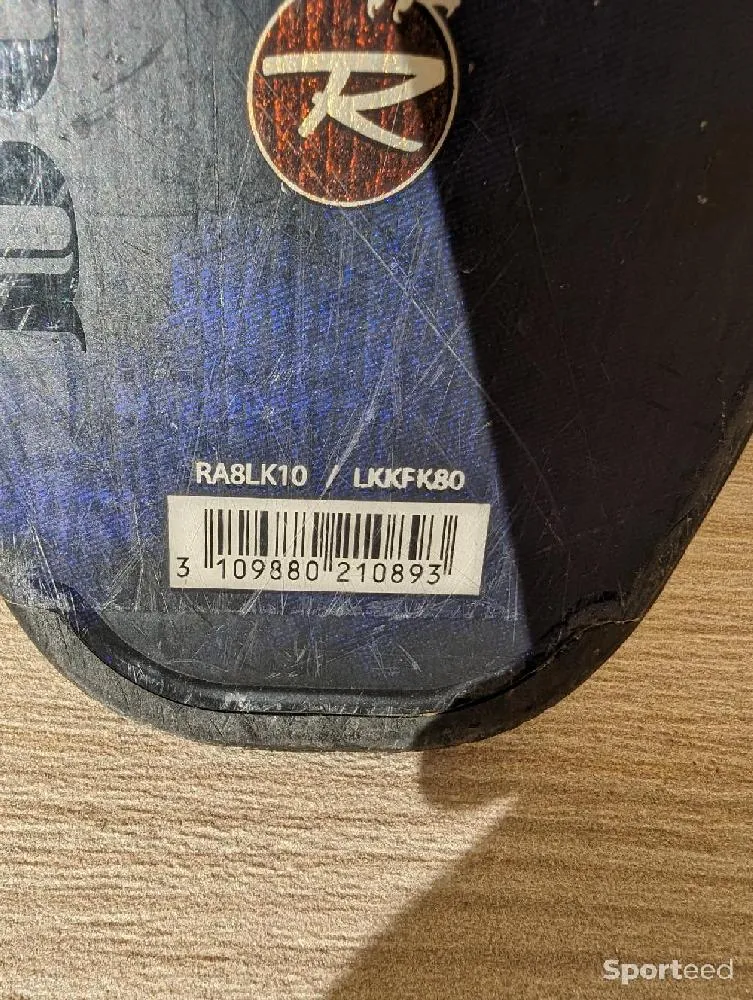 R
RA8LK10 / LKKFK80
3 109880 210893
Sporteed